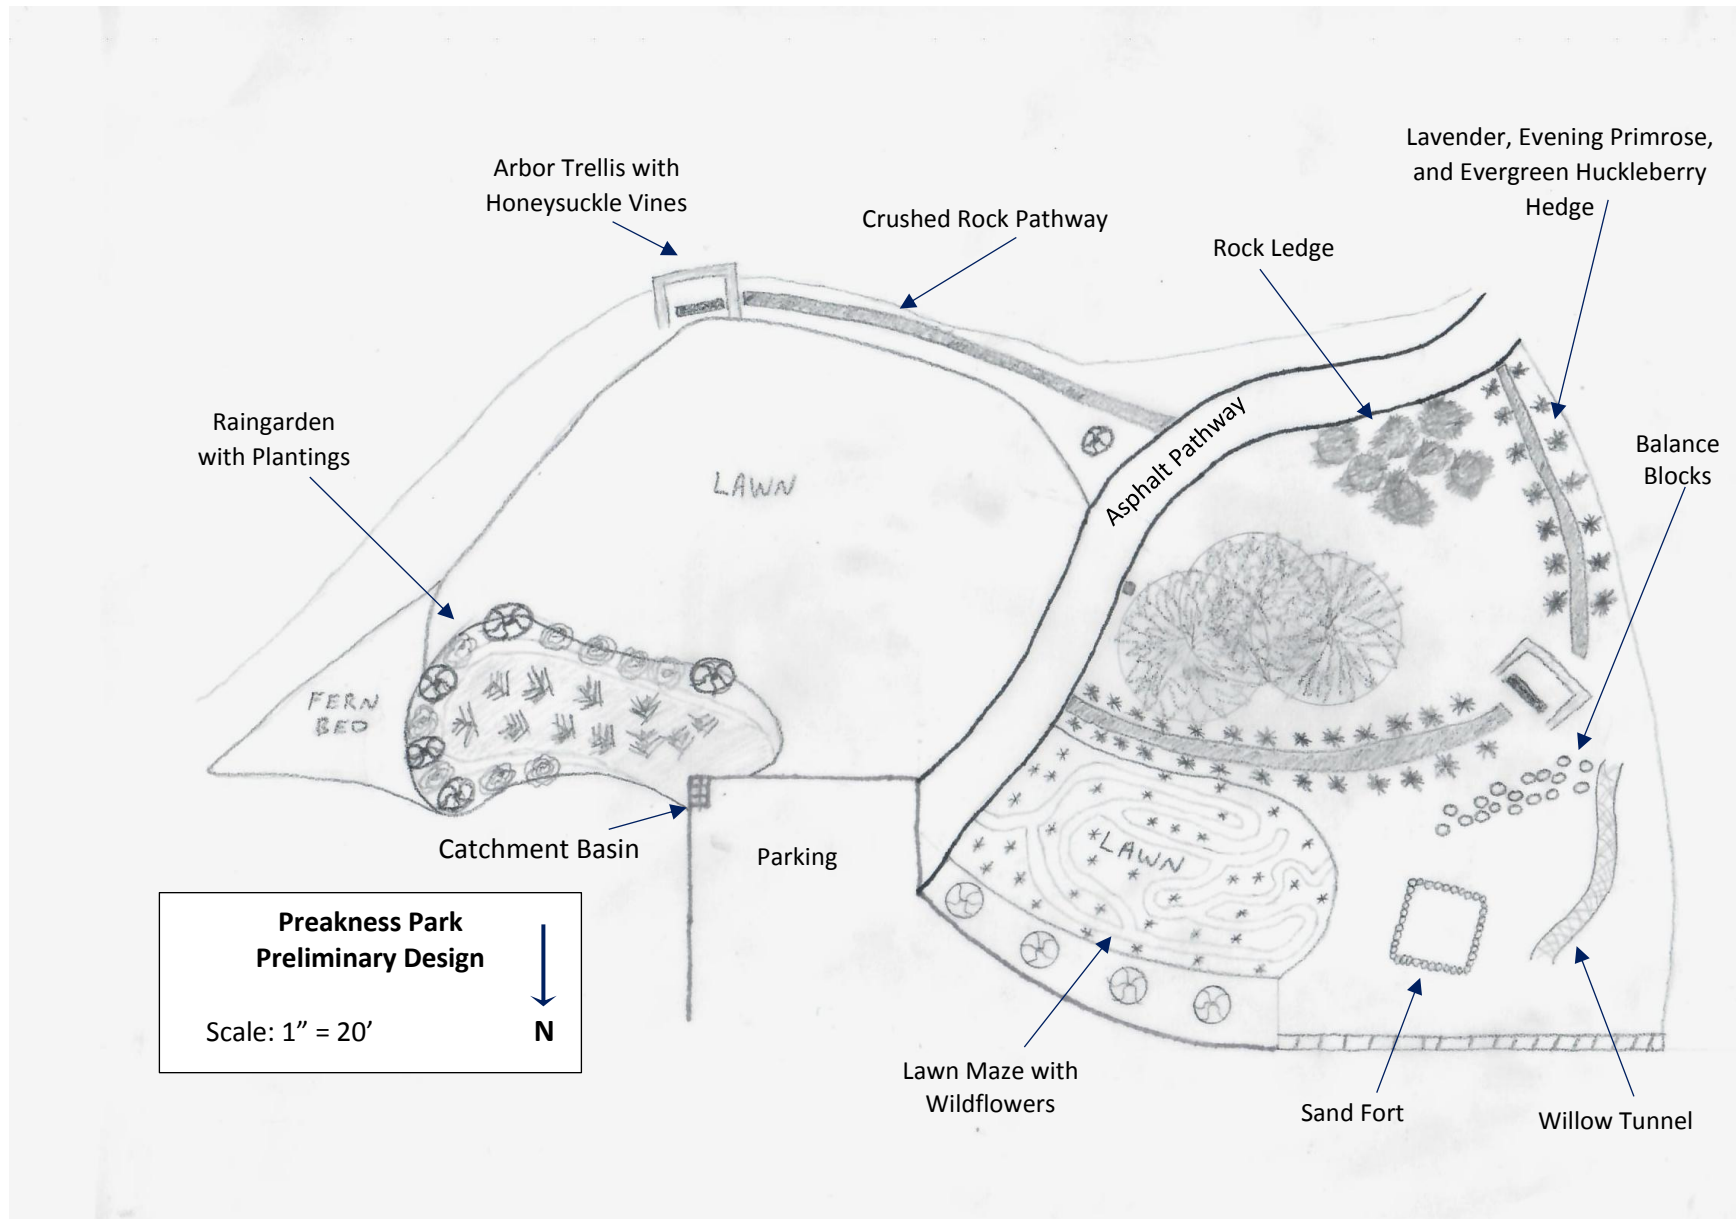 Lavender, Evening Primrose,
and Evergreen Huckleberry
Hedge
Arbor Trellis with
Honeysuckle Vines
Crushed Rock Pathway
Rock Ledge
Raingarden
with Plantings
Balance
Blocks
LAWN
Asphalt Pathway
FERN
BED
Catchment Basin
Parking
LAWN
Preakness Park
Preliminary Design
Scale: 1” = 20’
N
Lawn Maze with
Wildflowers
Sand Fort
Willow Tunnel